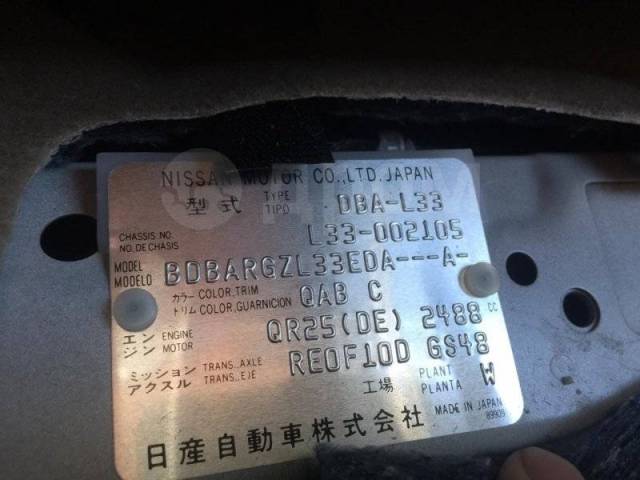 NISSAN MOTOR CO.,LTD.JAPAN
型式 TYPE TIPO DBA-L33
CHASSIS NO. NO.DE CHASIS L33-002105
MODEL MODELO BDBARGZL33EDA---A-
カラー COLOR,TRIM トリム COLOR,GUARNICION QAB C
エンジン ENGINE MOTOR QR25(DE) 2488 CC
ミッション TRANS.,AXLE アクスル TRANS.,EJE RE0F10D GS48
工場 PLANT PLANTA W
日産自動車株式会社 MADE IN JAPAN
89909